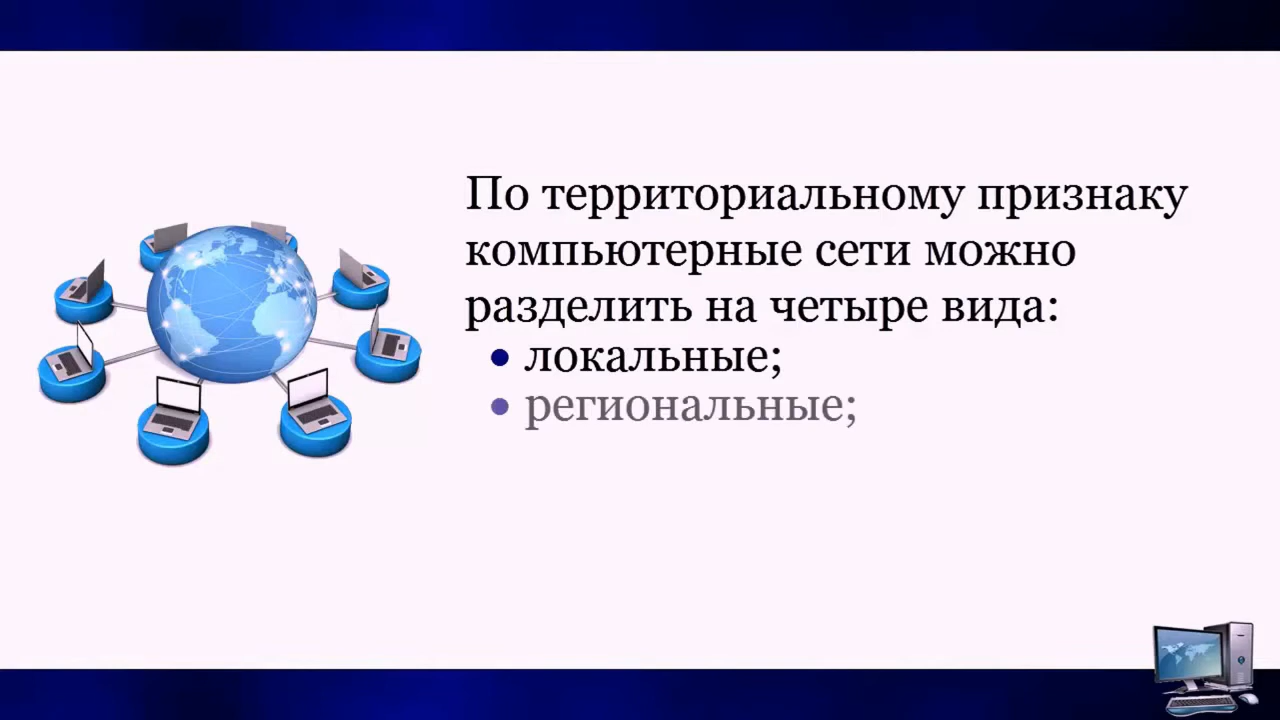 По территориальному признаку
компьютерные сети можно
разделить на четыре вида:
• локальные;
• региональные;